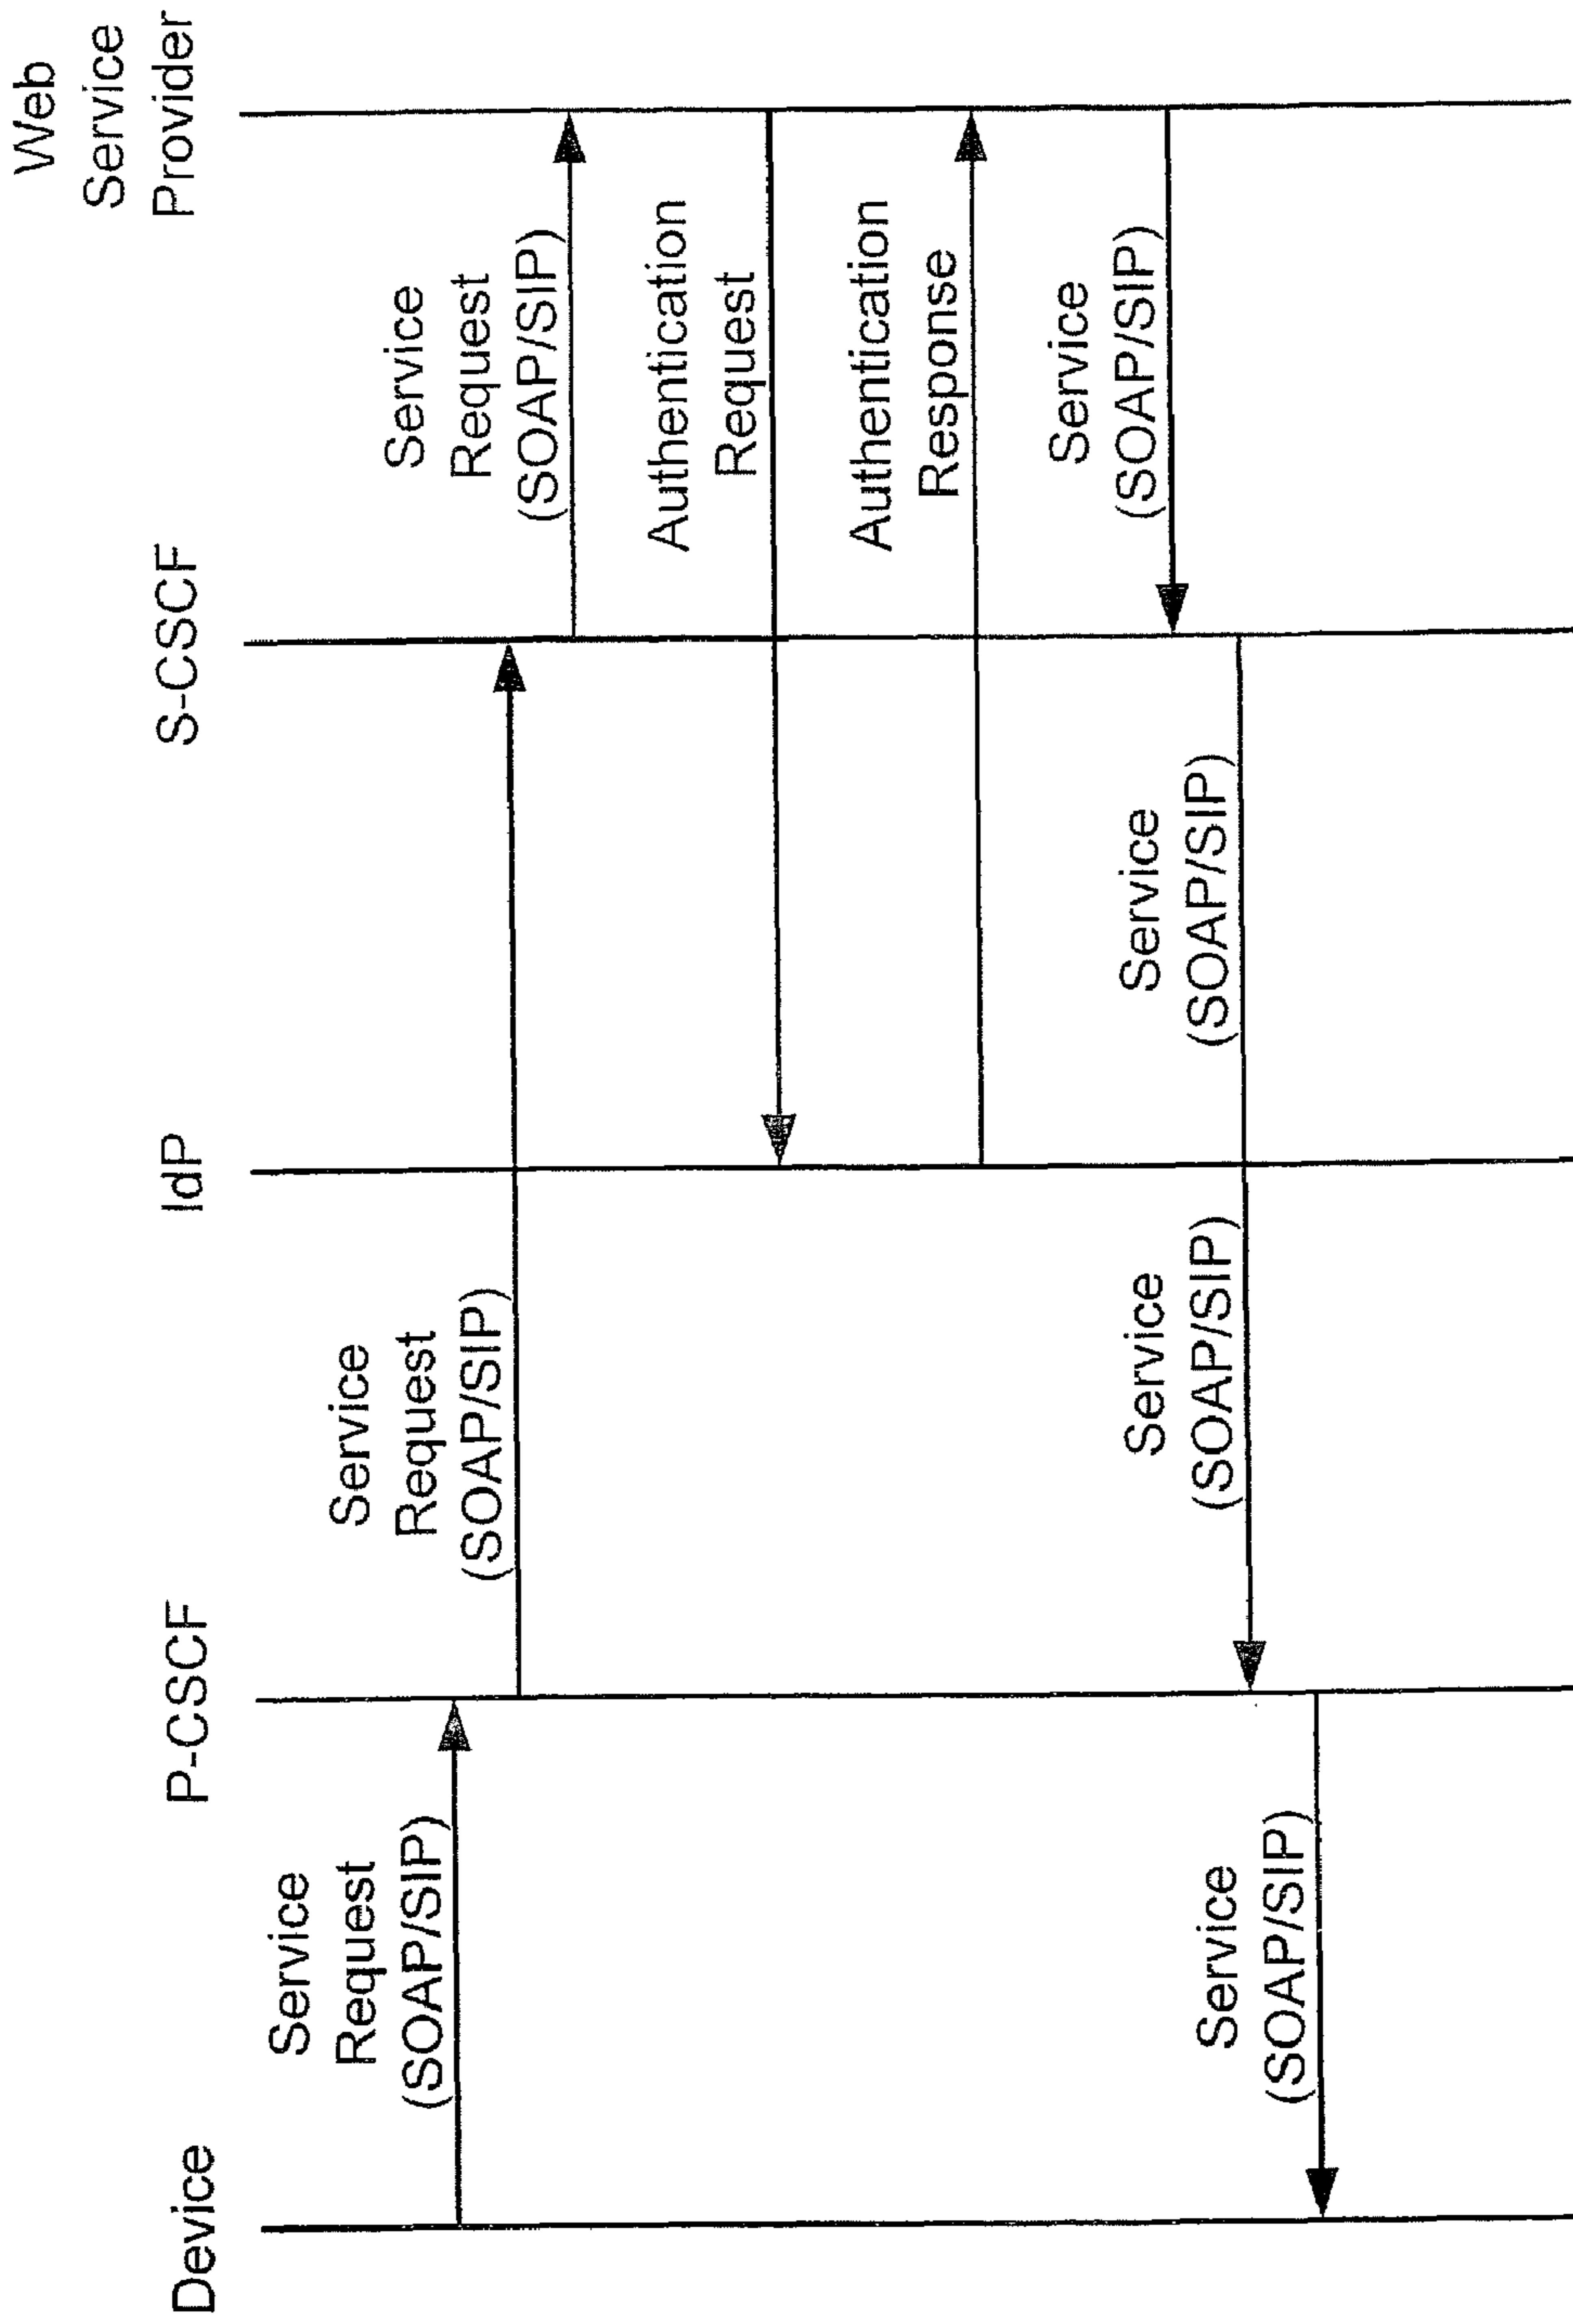 Device
P-CSCF
IdP
S-CSCF
Web
Service
Provider
Service
Request
(SOAP/SIP)
Service
Request
(SOAP/SIP)
Service
Request
(SOAP/SIP)
Authentication
Request
Authentication
Response
Service
(SOAP/SIP)
Service
(SOAP/SIP)
Service
(SOAP/SIP)
Service
(SOAP/SIP)